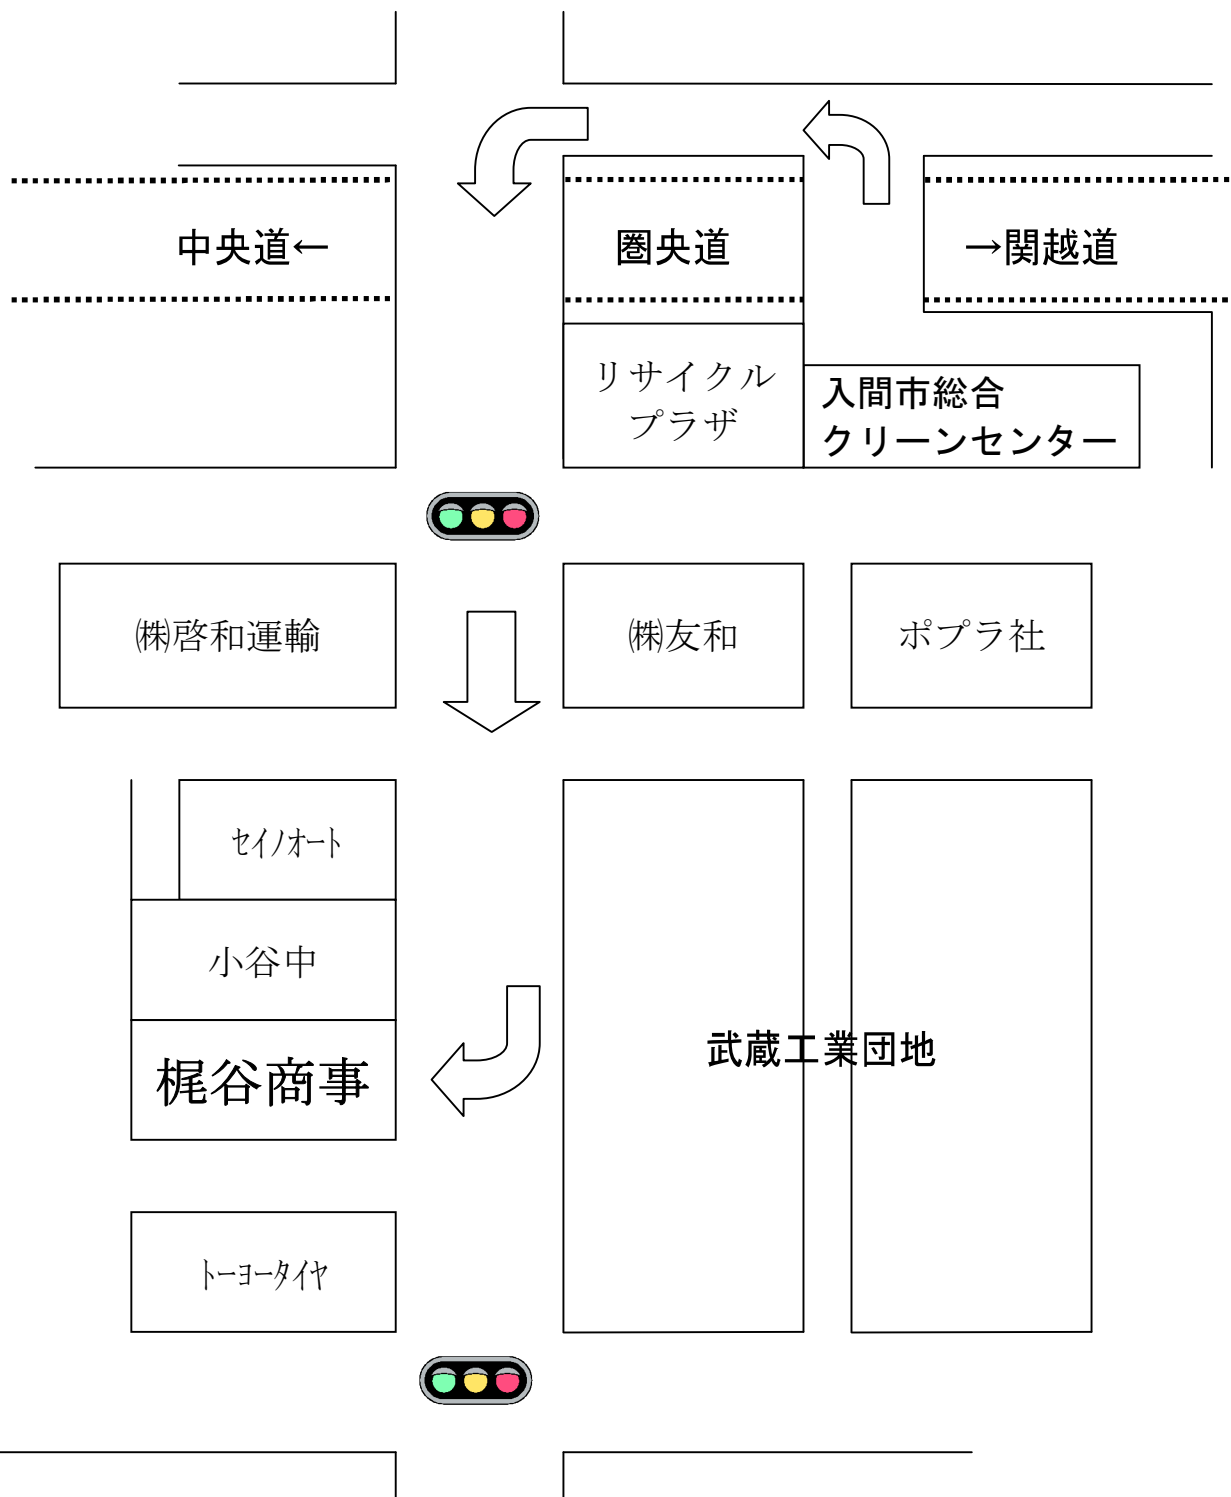 中央道←
圏央道
→関越道
リサイクル
プラザ
入間市総合
クリーンセンター
㈱啓和運輸
㈱友和
ポプラ社
ｾｲﾉｵｰﾄ
小谷中
梶谷商事
武蔵工業団地
ﾄｰﾖｰﾀｲﾔ